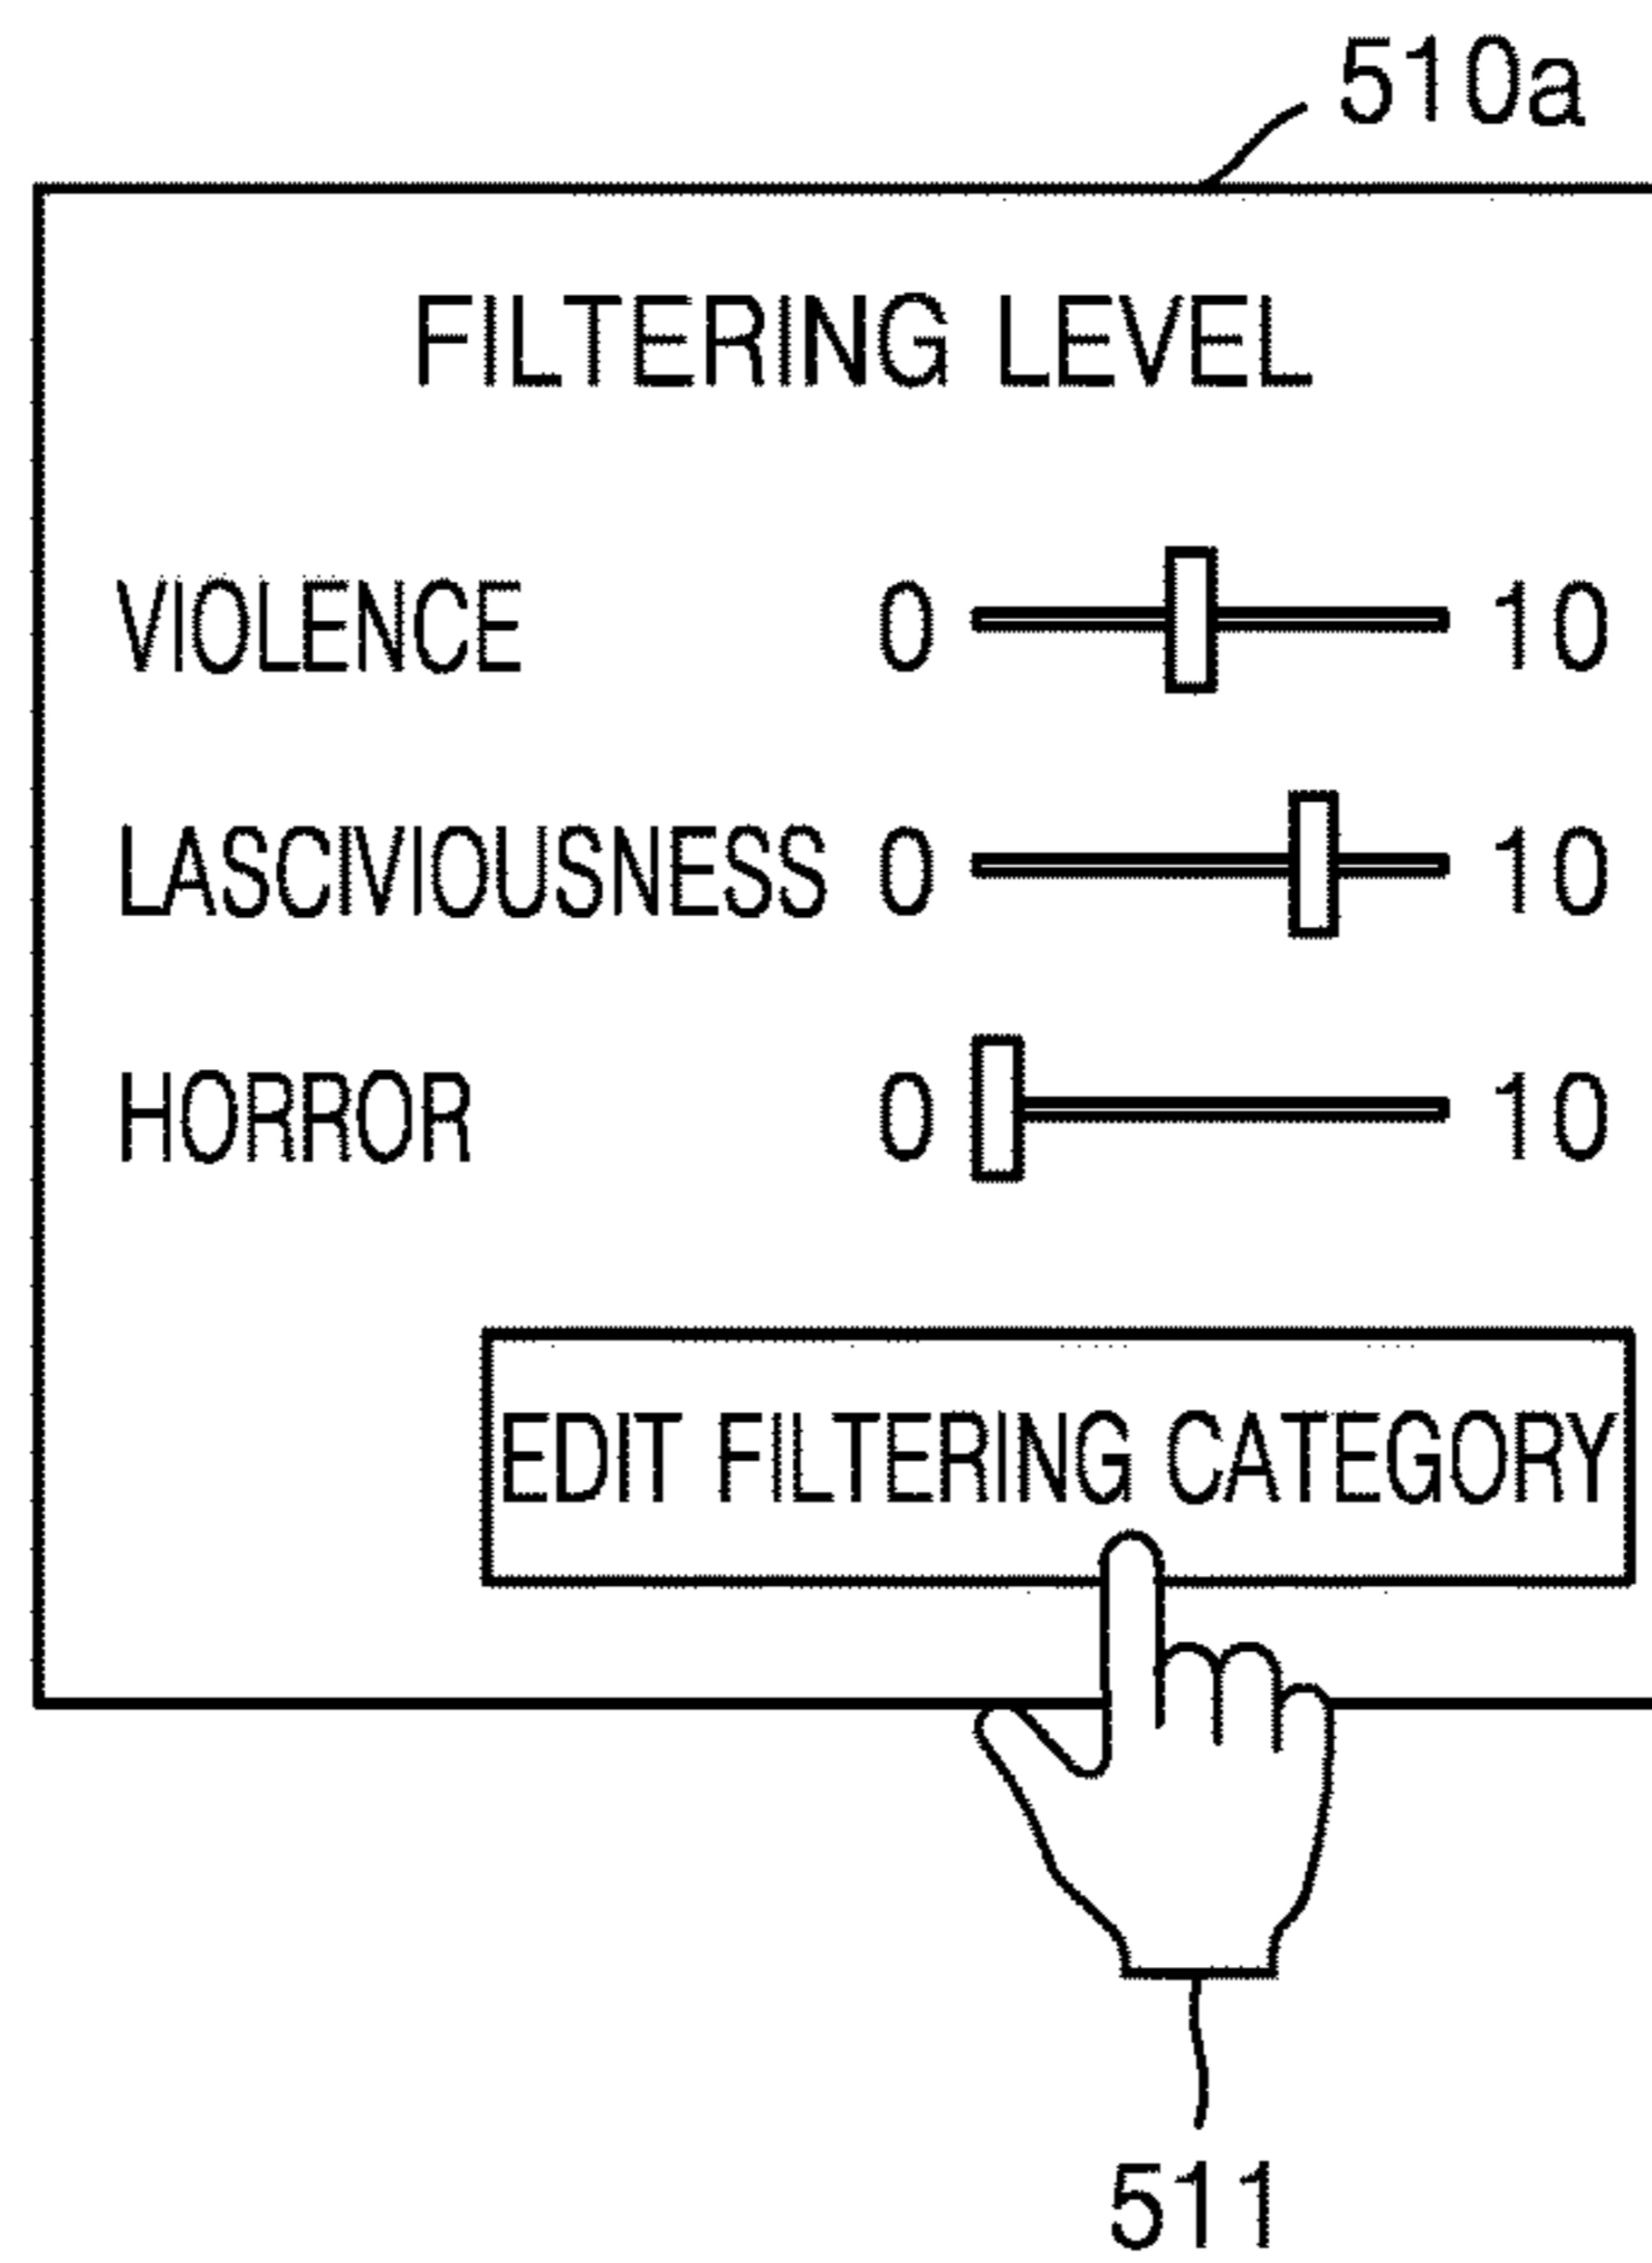 510a
FILTERING LEVEL
VIOLENCE 0 10
LASCIVIOUSNESS 0 10
HORROR 0 10
EDIT FILTERING CATEGORY
511